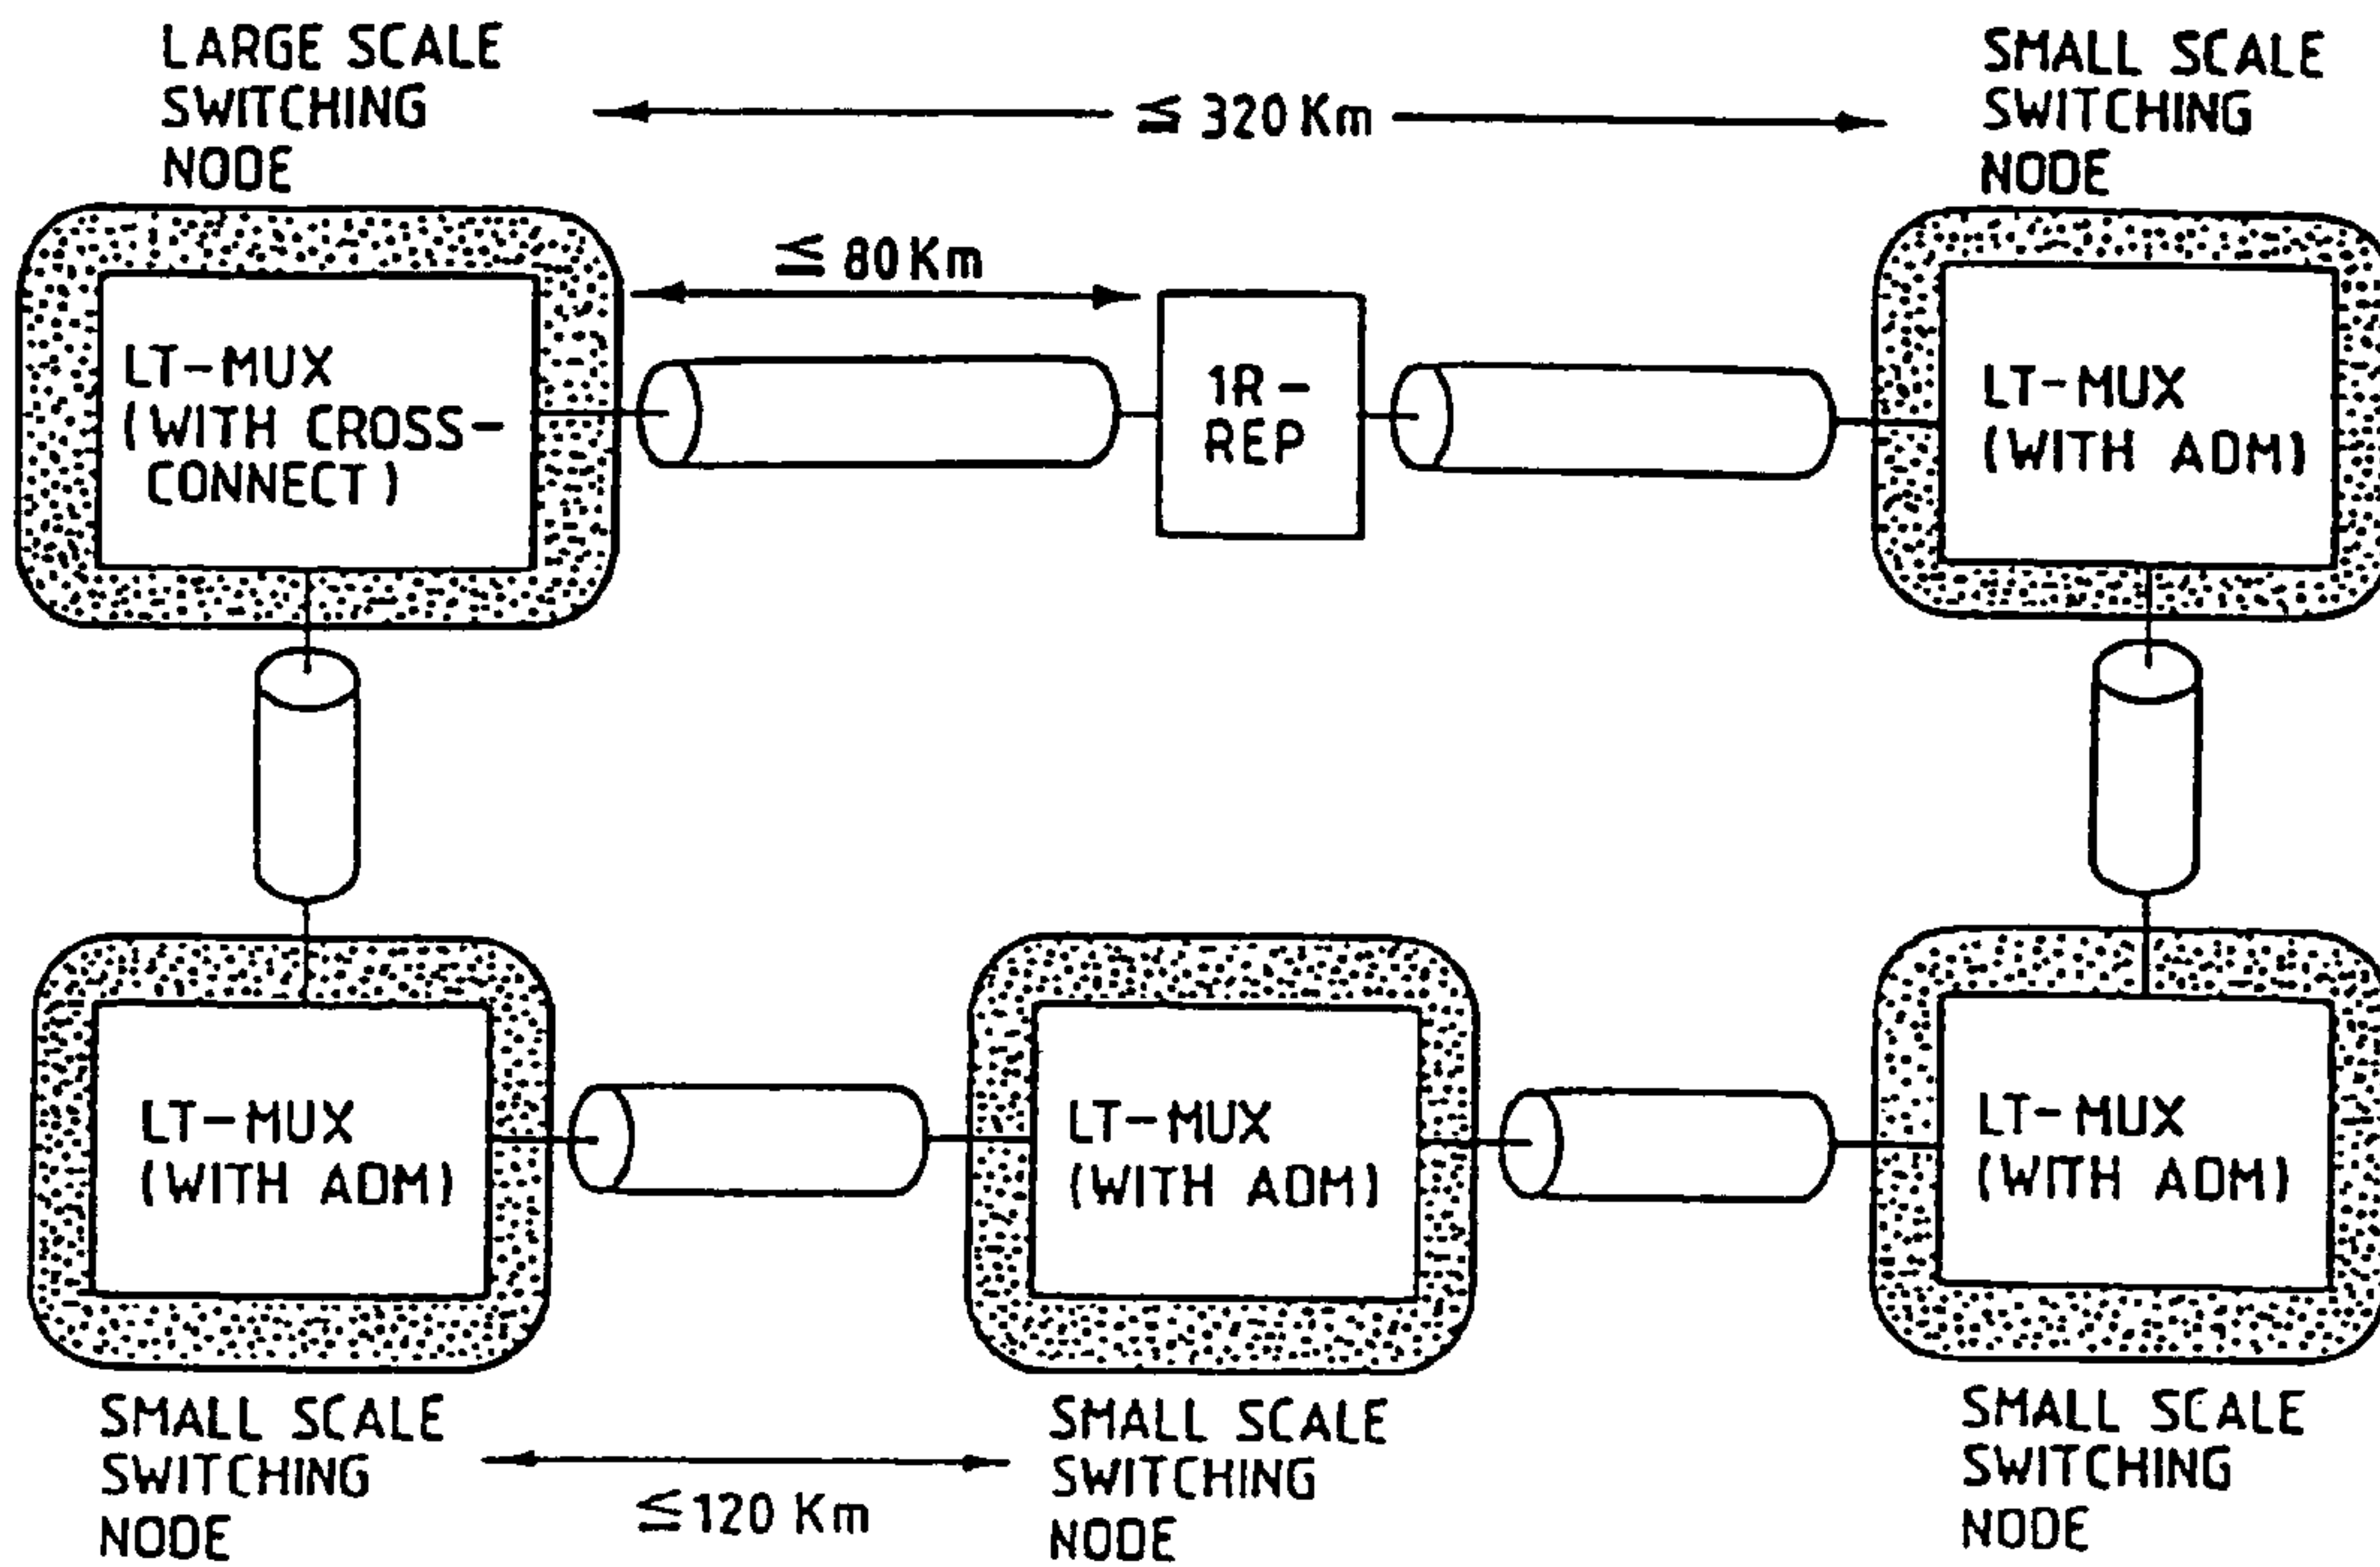 LARGE SCALE
SWITCHING
NODE
≦ 320 Km
SMALL SCALE
SWITCHING
NODE
≦ 80 Km
LT-MUX
(WITH CROSS-
CONNECT)
1R-
REP
LT-MUX
(WITH ADM)
LT-MUX
(WITH ADM)
LT-MUX
(WITH ADM)
LT-MUX
(WITH ADM)
SMALL SCALE
SWITCHING
NODE
≦120 Km
SMALL SCALE
SWITCHING
NODE
SMALL SCALE
SWITCHING
NODE